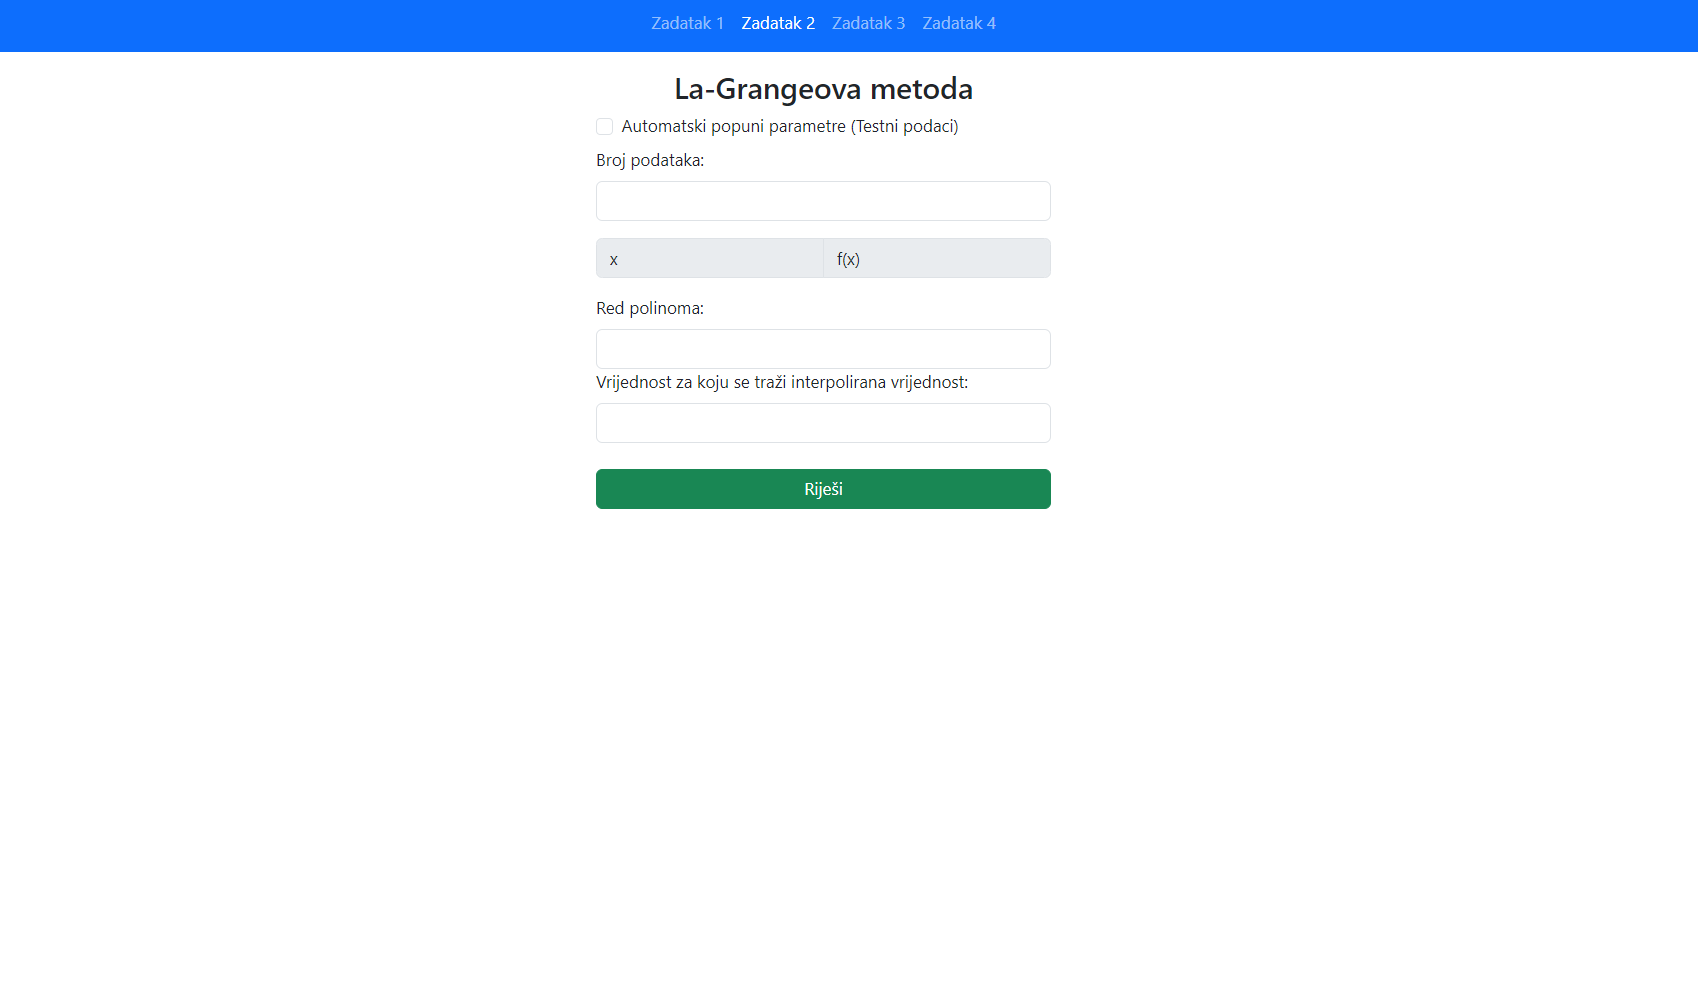 Zadatak 1 Zadatak 2 Zadatak 3 Zadatak 4
La-Grangeova metoda
Automatski popuni parametre (Testni podaci)
Broj podataka:
x f(x)
Red polinoma:
Vrijednost za koju se traži interpolirana vrijednost:
Riješi